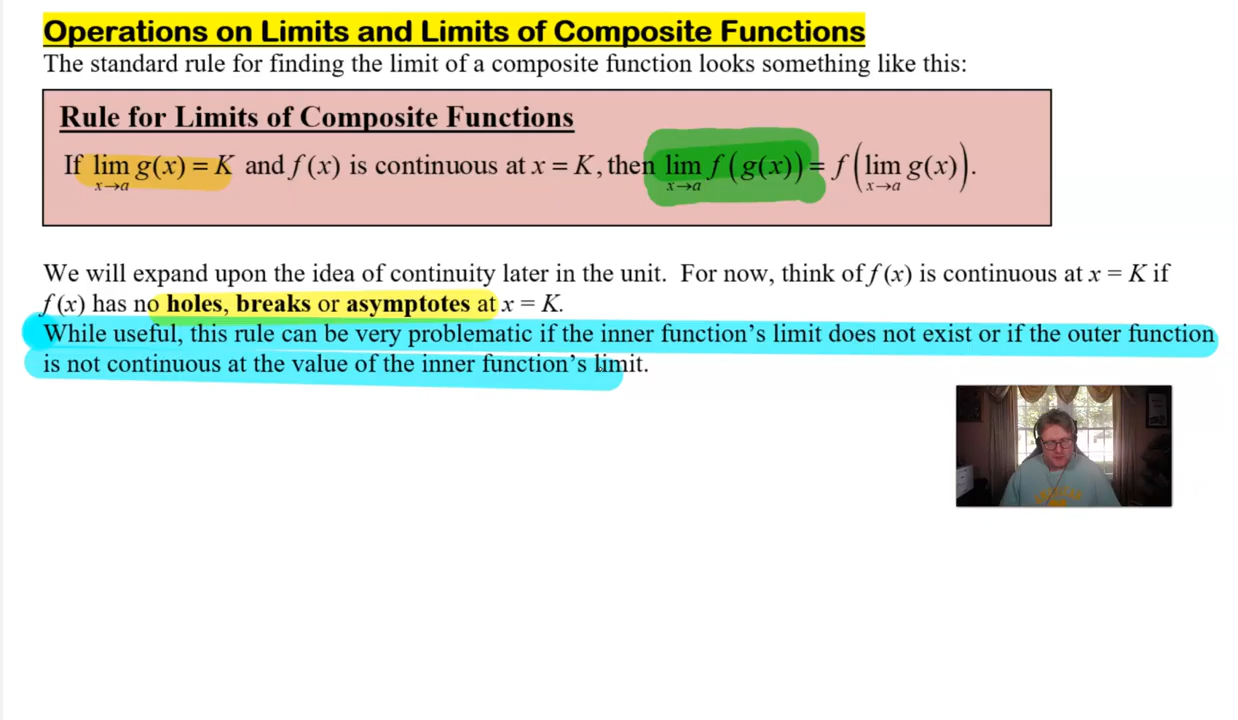 Operations on Limits and Limits of Composite Functions
The standard rule for finding the limit of a composite function looks something like this:
Rule for Limits of Composite Functions
If lim x→a g(x) = K and f(x) is continuous at x = K, then lim x→a f(g(x)) = f(lim x→a g(x)).
We will expand upon the idea of continuity later in the unit. For now, think of f(x) is continuous at x = K if
f(x) has no holes, breaks or asymptotes at x = K.
While useful, this rule can be very problematic if the inner function’s limit does not exist or if the outer function
is not continuous at the value of the inner function’s limit.